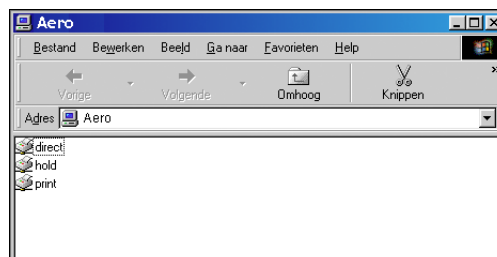 Aero
Bestand Bewerken Beeld Ga naar Favorieten Help
Vorige Volgende Omhoog Knippen »
Adres Aero
direct
hold
print